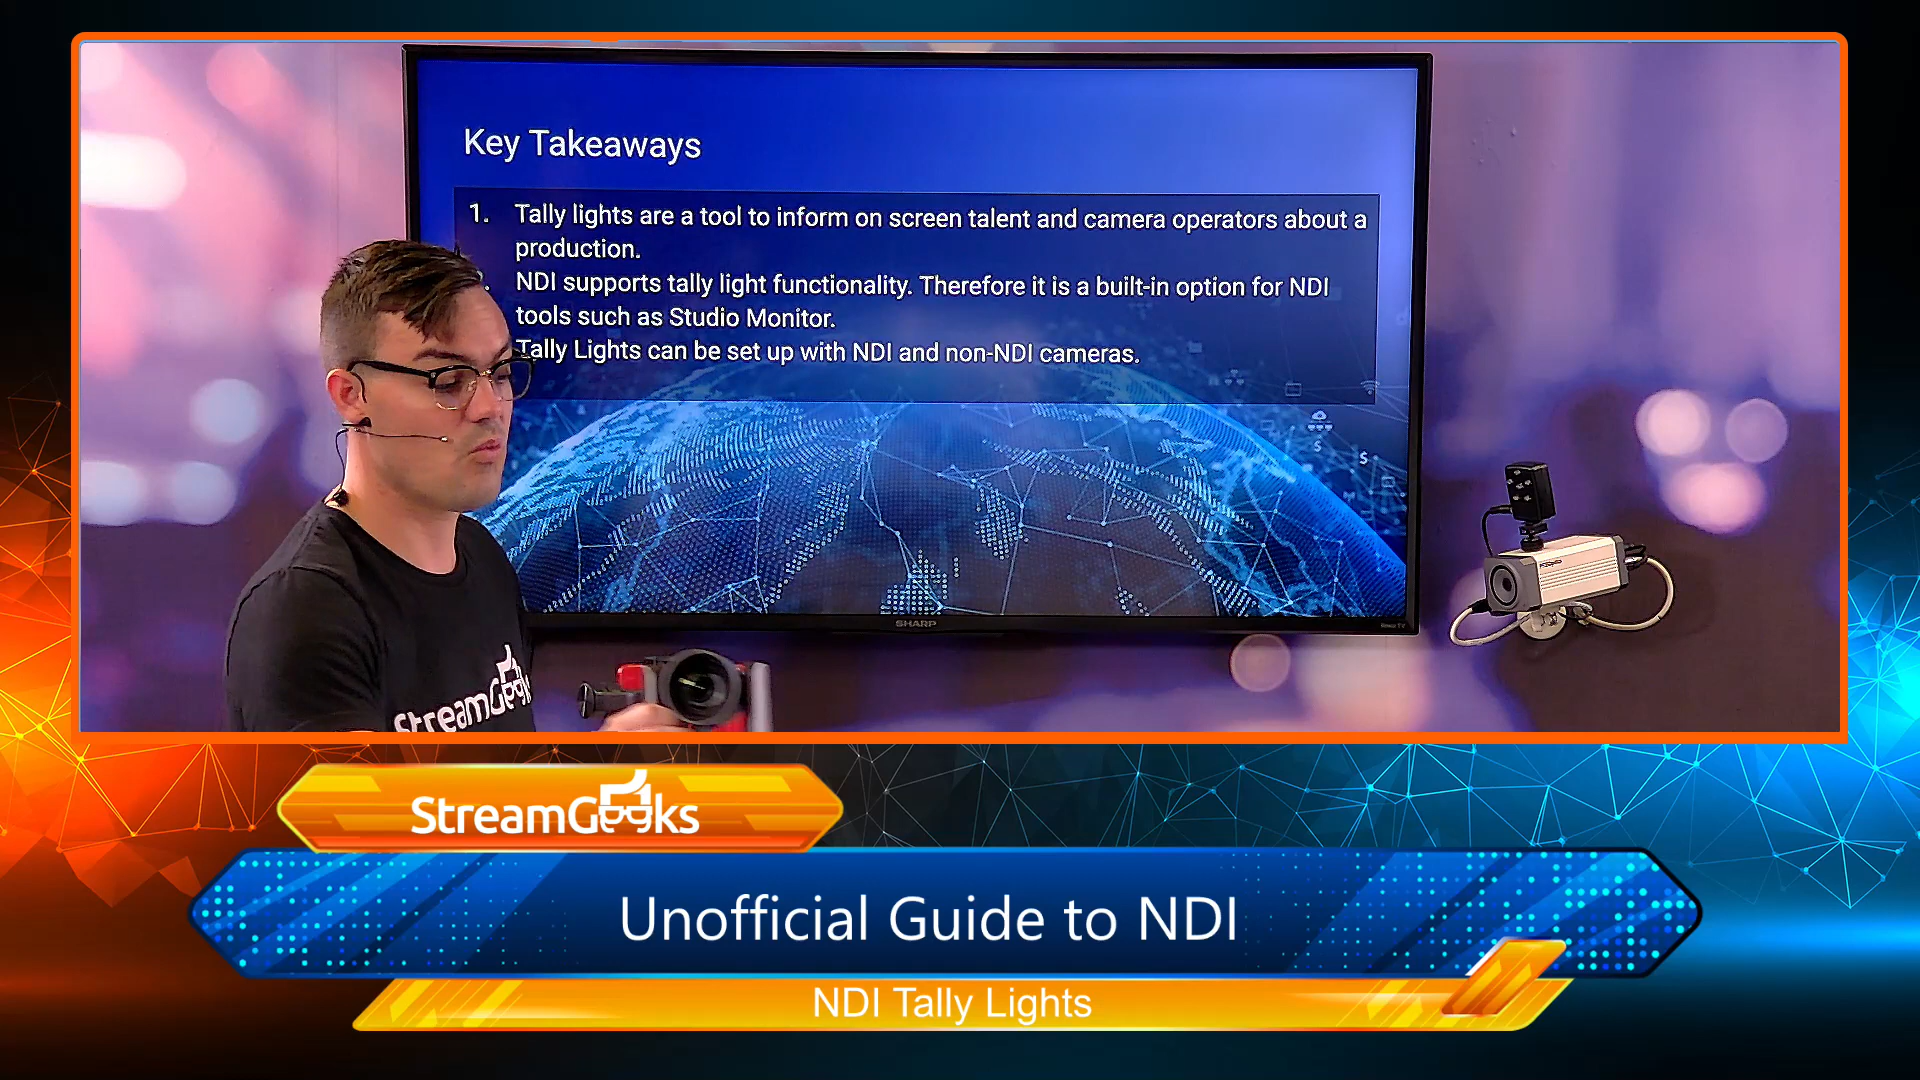 Key Takeaways
1. Tally lights are a tool to inform on screen talent and camera operators about a
production.
NDI supports tally light functionality. Therefore it is a built-in option for NDI
tools such as Studio Monitor.
Tally Lights can be set up with NDI and non-NDI cameras.
SHARP
Roku TV
StreamGeeks
StreamGeeks
Unofficial Guide to NDI
NDI Tally Lights